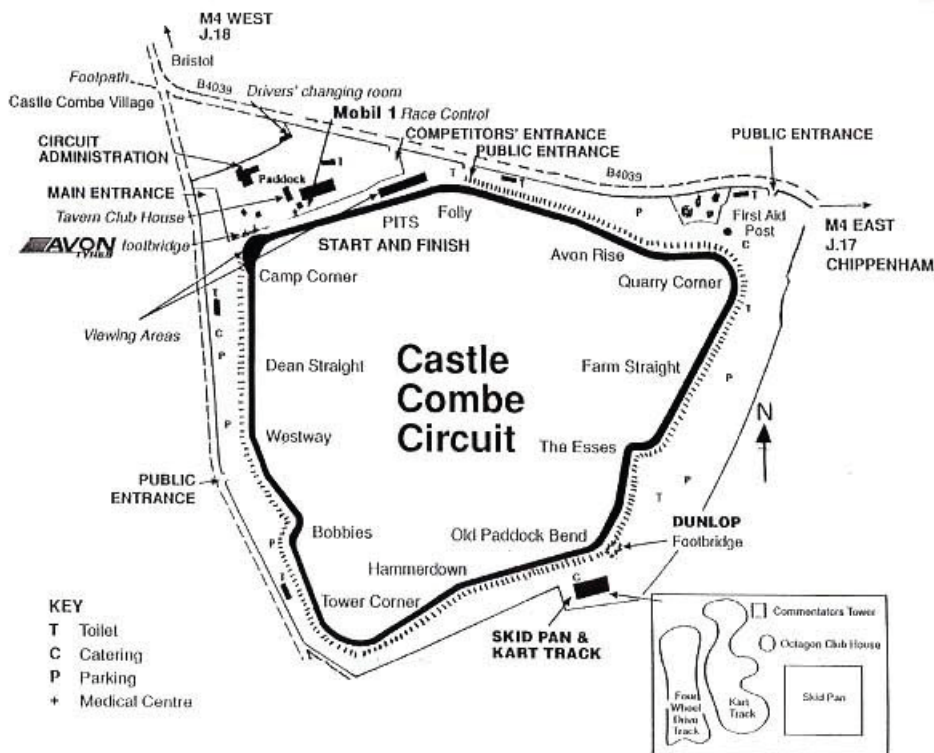 M4 WEST
J.18
Bristol
Footpath
B4039
Castle Combe Village
Drivers' changing room
Mobil 1 Race Control
COMPETITORS' ENTRANCE
PUBLIC ENTRANCE
PUBLIC ENTRANCE
CIRCUIT
ADMINISTRATION
T
T
T
B4039
T
Paddock
MAIN ENTRANCE
Tavern Club House
P
First Aid
Post
M4 EAST
J.17
CHIPPENHAM
PITS
Folly
START AND FINISH
AVON
TYRES
footbridge
C
Avon Rise
Camp Corner
Quarry Corner
T
T
Viewing Areas
C
P
Dean Straight
Castle
Combe
Circuit
Farm Straight
P
N
P
Westway
The Esses
PUBLIC
ENTRANCE
P
T
Bobbies
Old Paddock Bend
DUNLOP
Footbridge
P
Hammerdown
T
C
Tower Corner
SKID PAN &
KART TRACK
KEY
T Toilet
C Catering
P Parking
+ Medical Centre
Commentators Tower
Octagon Club House
Four
Wheel
Drive
Track
Kart
Track
Skid Pan